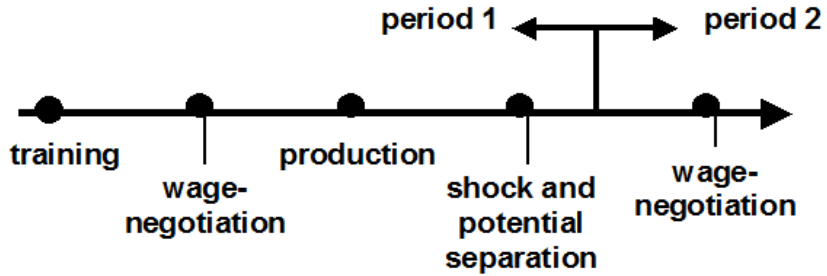 period 1
period 2
training
wage-
negotiation
production
shock and
potential
separation
wage-
negotiation